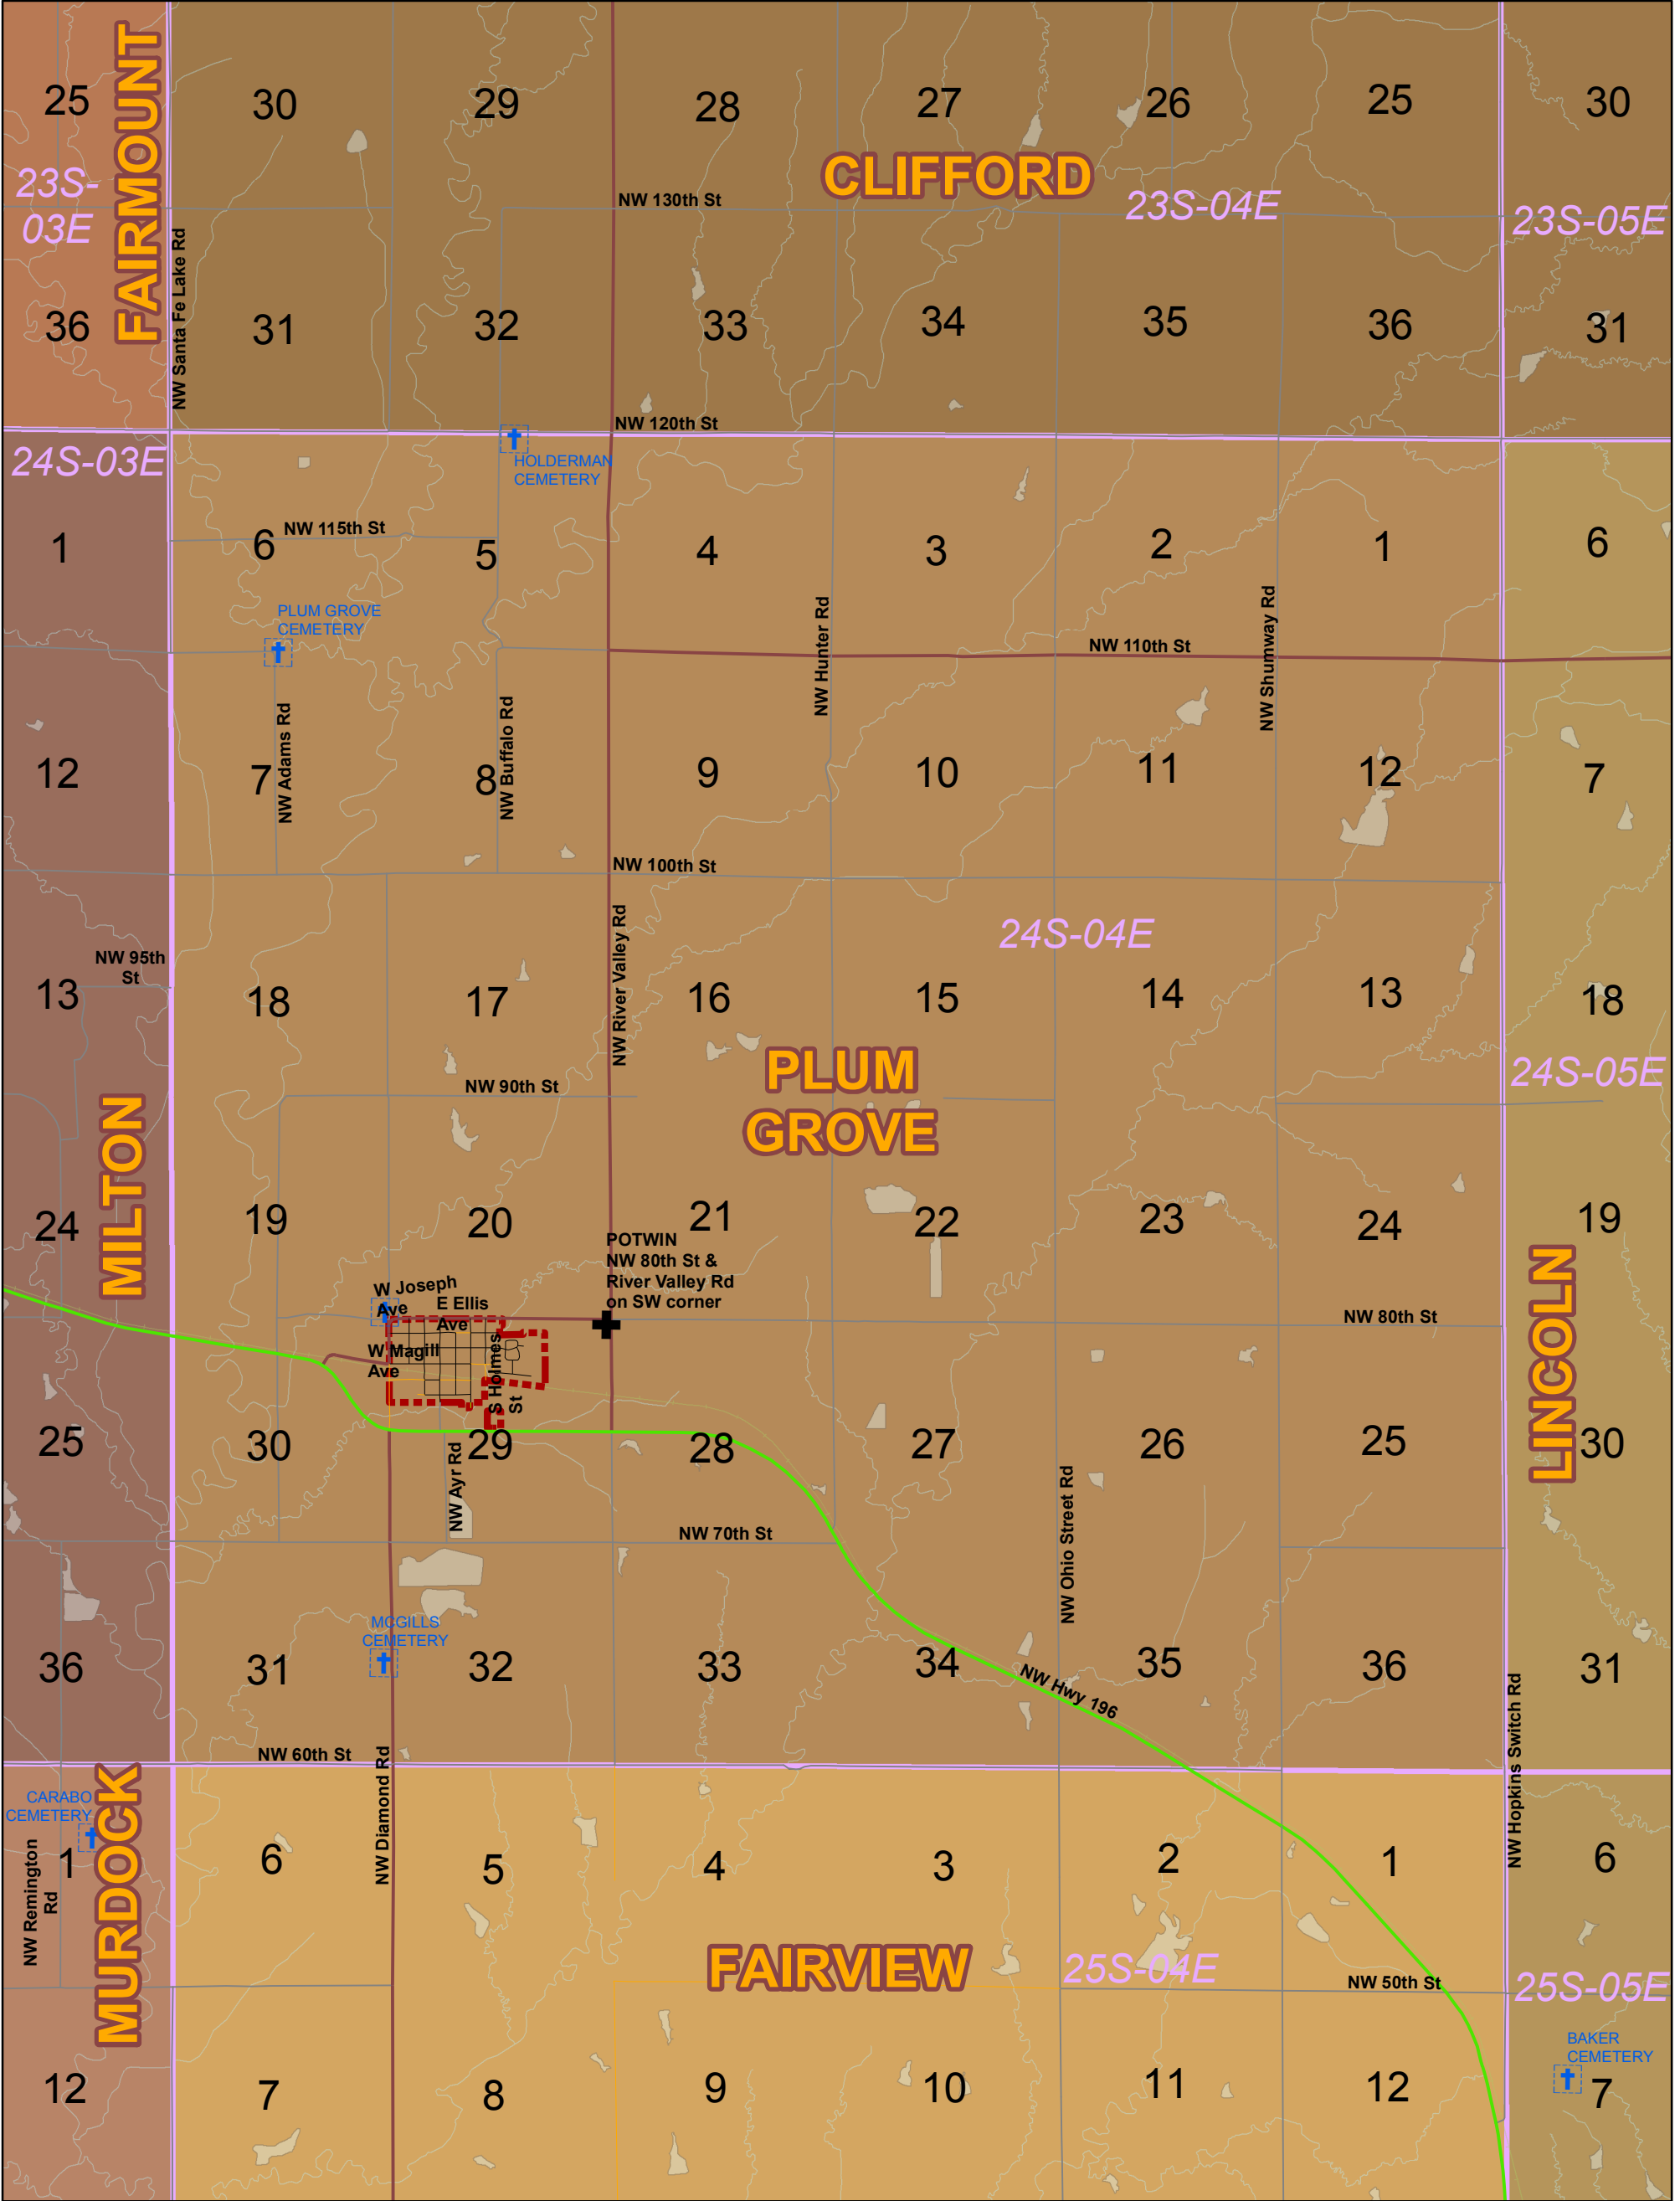 25
30
29
28
27
26
25
30
FAIRMOUNT
CLIFFORD
23S-
03E
NW 130th St
23S-04E
23S-05E
NW Santa Fe Lake Rd
36
31
32
33
34
35
36
31
NW 120th St
24S-03E
HOLDERMAN
CEMETERY
1
6
NW 115th St
5
4
3
2
1
6
PLUM GROVE
CEMETERY
NW Hunter Rd
NW 110th St
NW Shumway Rd
NW Adams Rd
NW Buffalo Rd
12
7
8
9
10
11
12
7
NW 100th St
NW River Valley Rd
24S-04E
NW 95th
St
13
18
17
16
15
14
13
18
PLUM
GROVE
24S-05E
NW 90th St
MILTON
24
19
20
21
22
23
24
19
POTWIN
NW 80th St &
River Valley Rd
on SW corner
LINCOLN
W Joseph
Ave
E Ellis
Ave
NW 80th St
W Magill
Ave
S Holmes
St
25
30
29
28
27
26
25
30
NW Ayr Rd
NW Ohio Street Rd
NW 70th St
MCGILLS
CEMETERY
36
31
32
33
34
35
36
31
NW Hwy 196
NW Hopkins Switch Rd
NW 60th St
NW Diamond Rd
CARABO
CEMETERY
MURDOCK
NW Remington
Rd
1
6
5
4
3
2
1
6
FAIRVIEW
25S-04E
NW 50th St
25S-05E
BAKER
CEMETERY
12
7
8
9
10
11
12
7